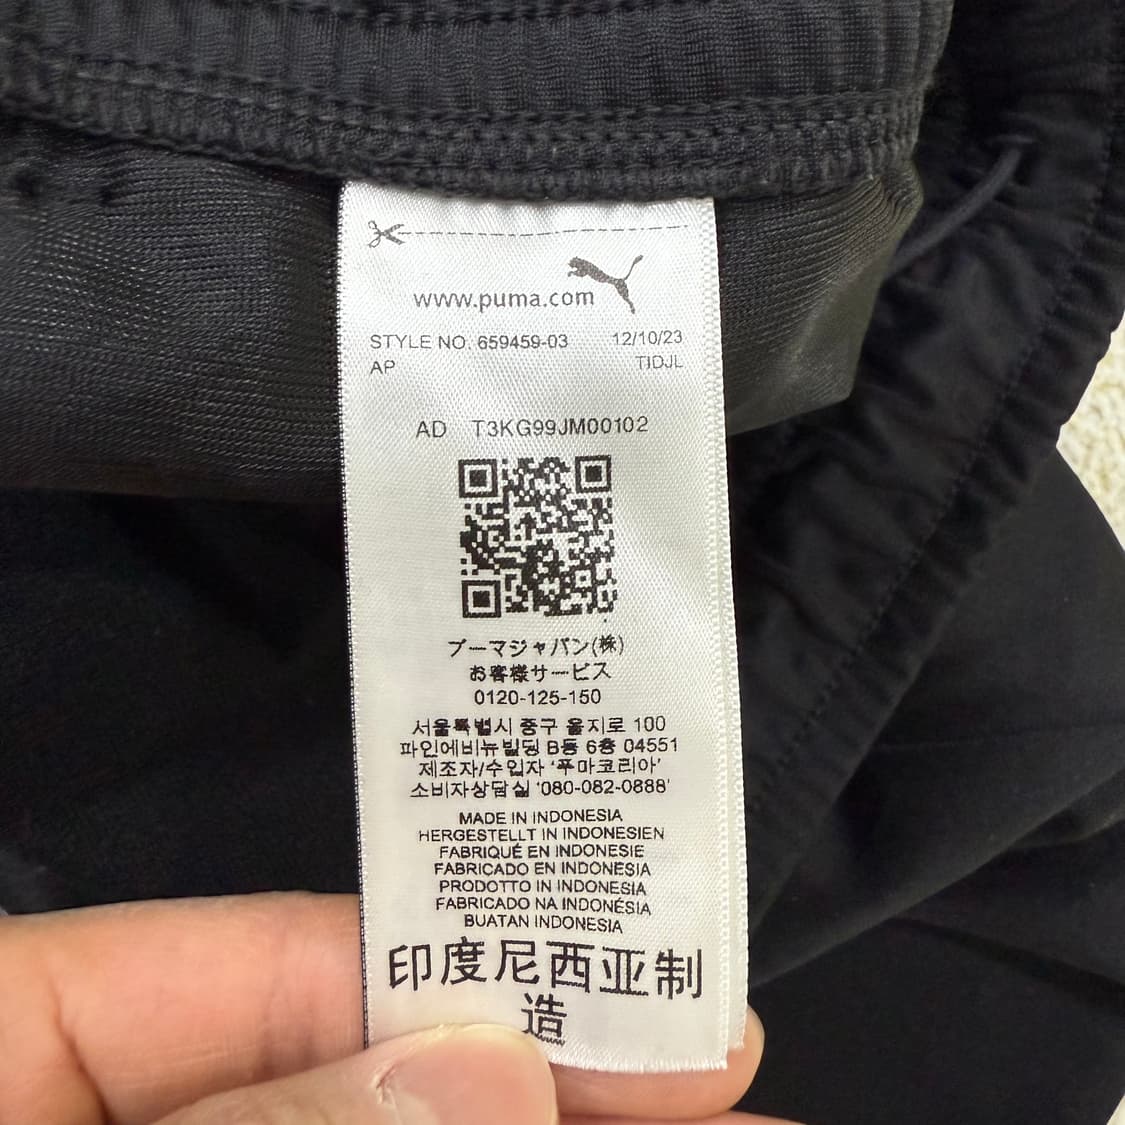 www.puma.com
STYLE NO. 659459-03 12/10/23
AP TIDJL
AD T3KG99JM00102
プーマジャパン(株)
お客様サービス
0120-125-150
서울특별시 중구 을지로 100
파인에비뉴빌딩 B동 6층 04551
제조자/수입자 '푸마코리아'
소비자상담실 '080-082-0888'
MADE IN INDONESIA
HERGESTELLT IN INDONESIEN
FABRIQUÉ EN INDONESIE
FABRICADO EN INDONESIA
PRODOTTO IN INDONESIA
FABRICADO NA INDONÉSIA
BUATAN INDONESIA
印度尼西亚制
造